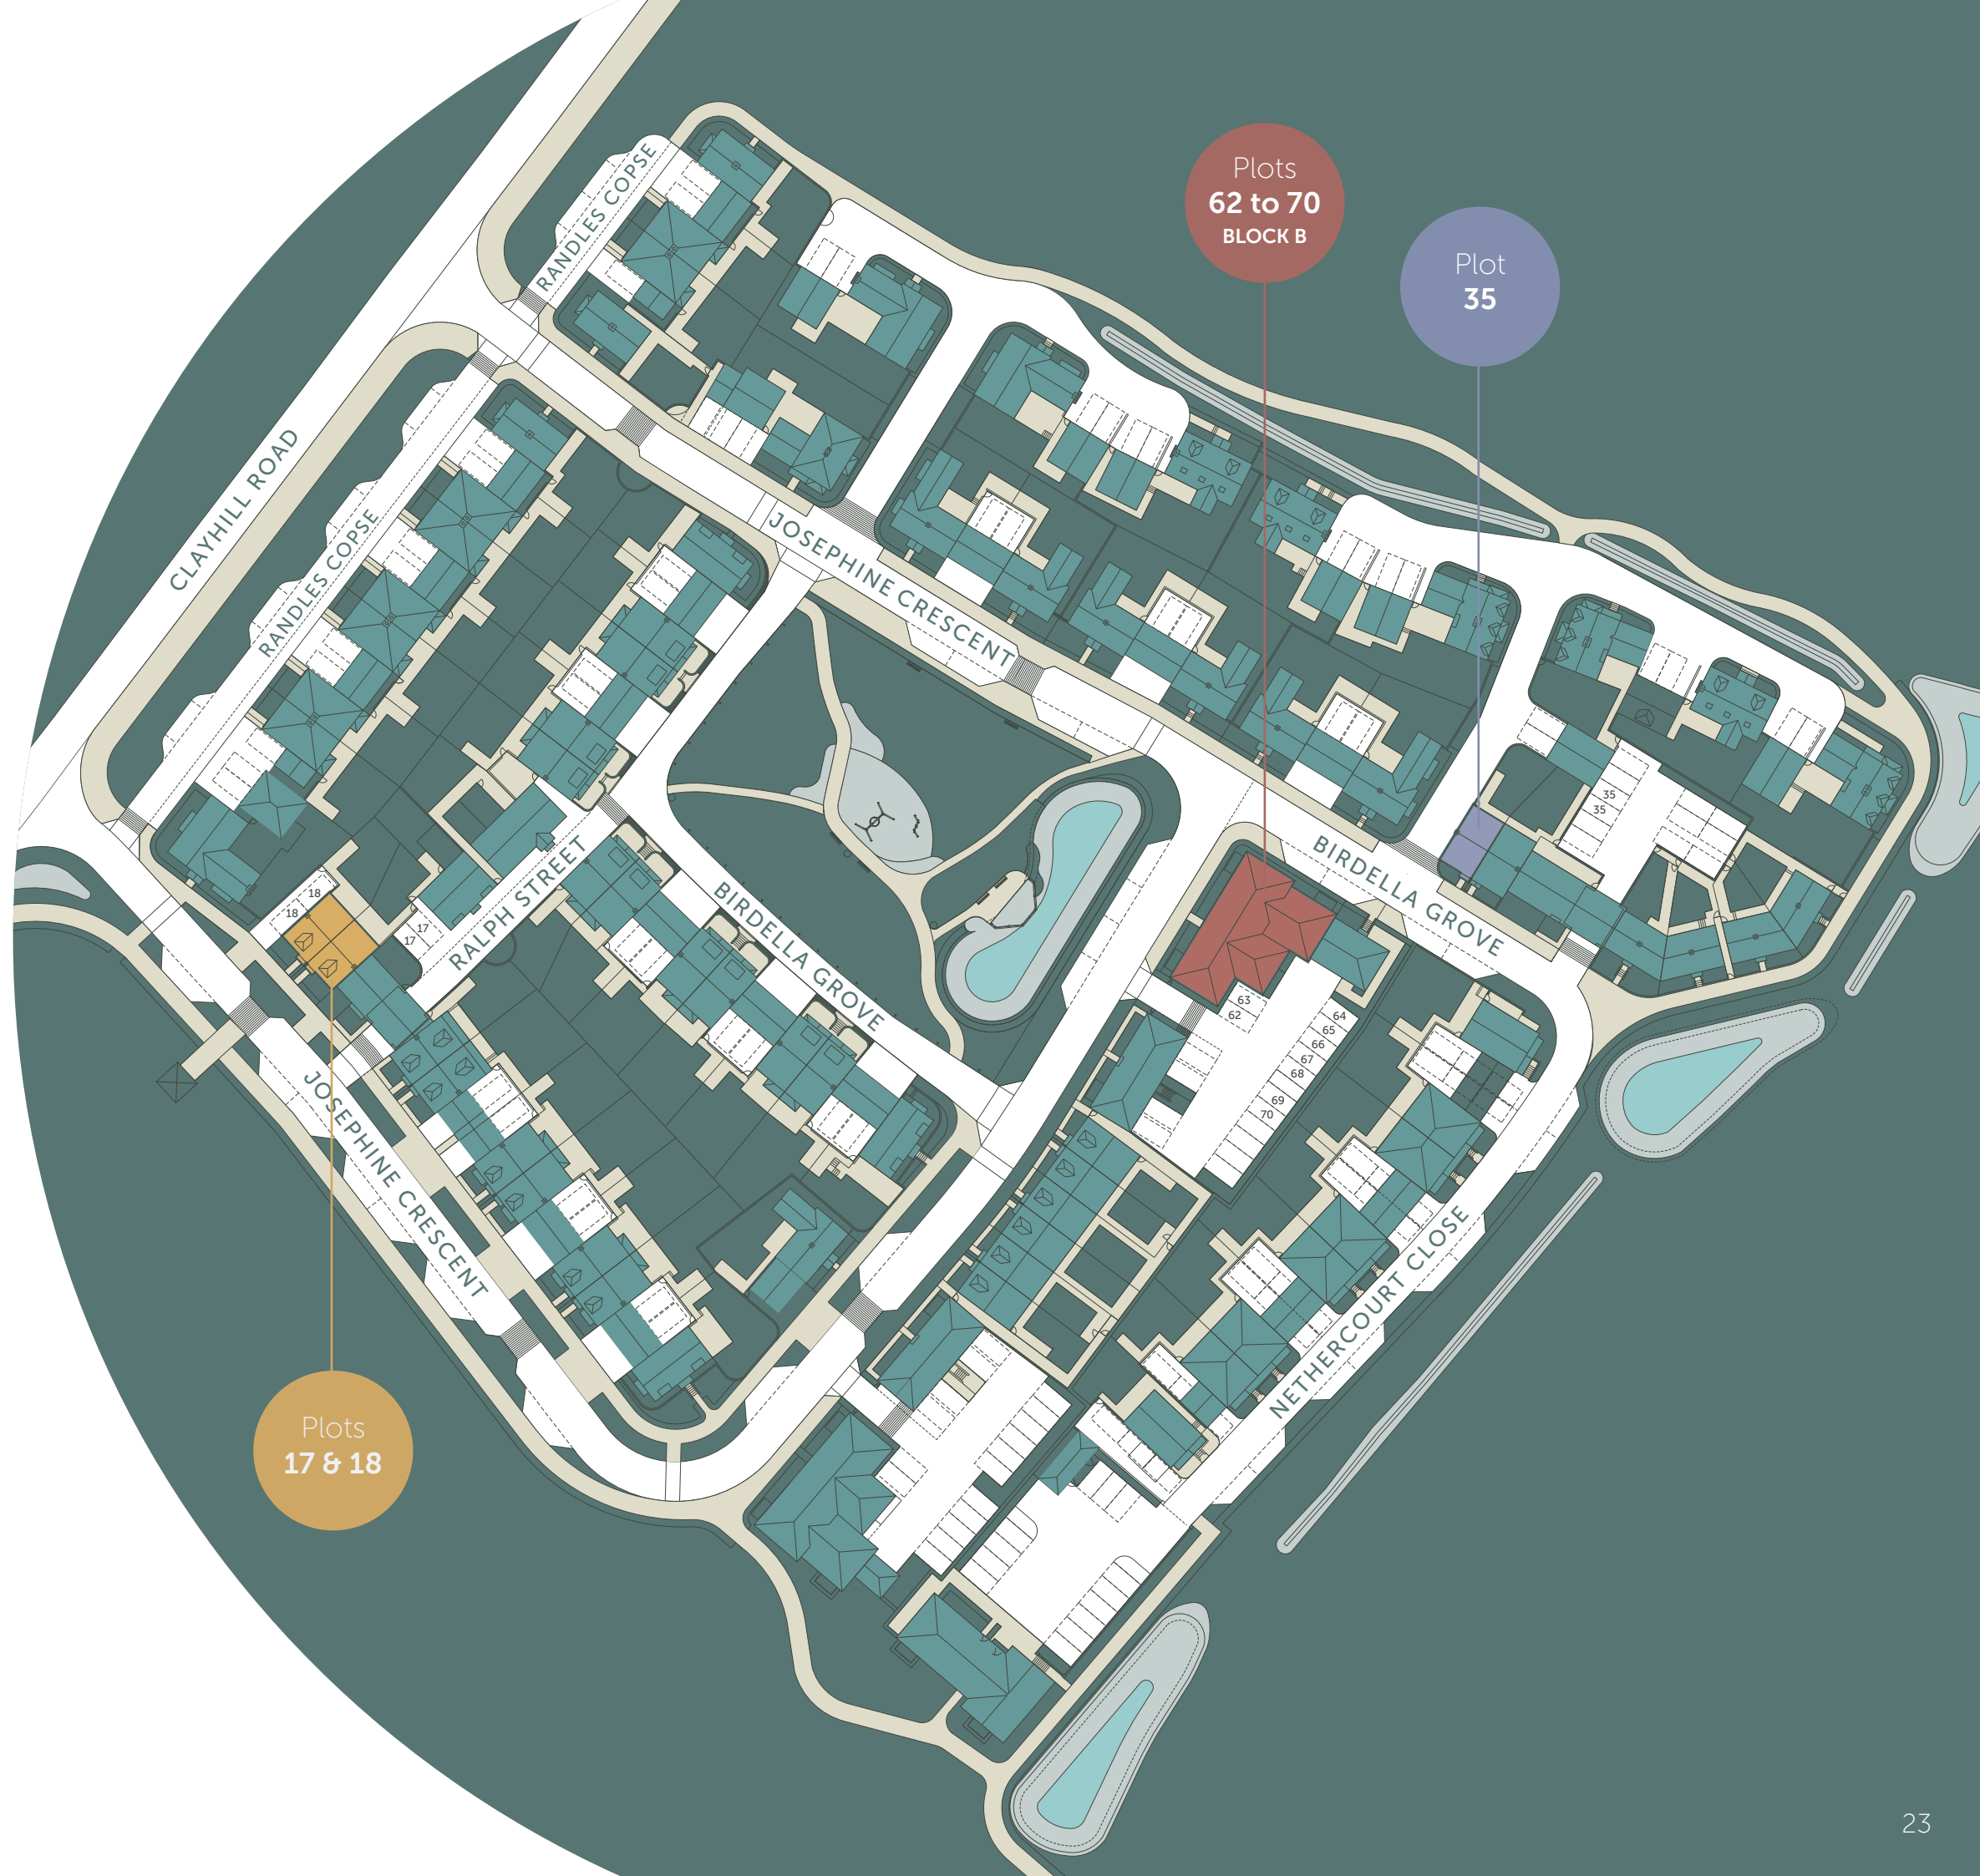 RANDLES COPSE
Plots
62 to 70
BLOCK B
Plot
35
CLAYHILL ROAD
RANDLES COPSE
JOSEPHINE CRESCENT
35
35
BIRDELLA GROVE
RALPH STREET
BIRDELLA GROVE
18
18
17
17
63
62
64
65
66
67
68
69
70
JOSEPHINE CRESCENT
NETHERCOURT CLOSE
Plots
17 & 18
23